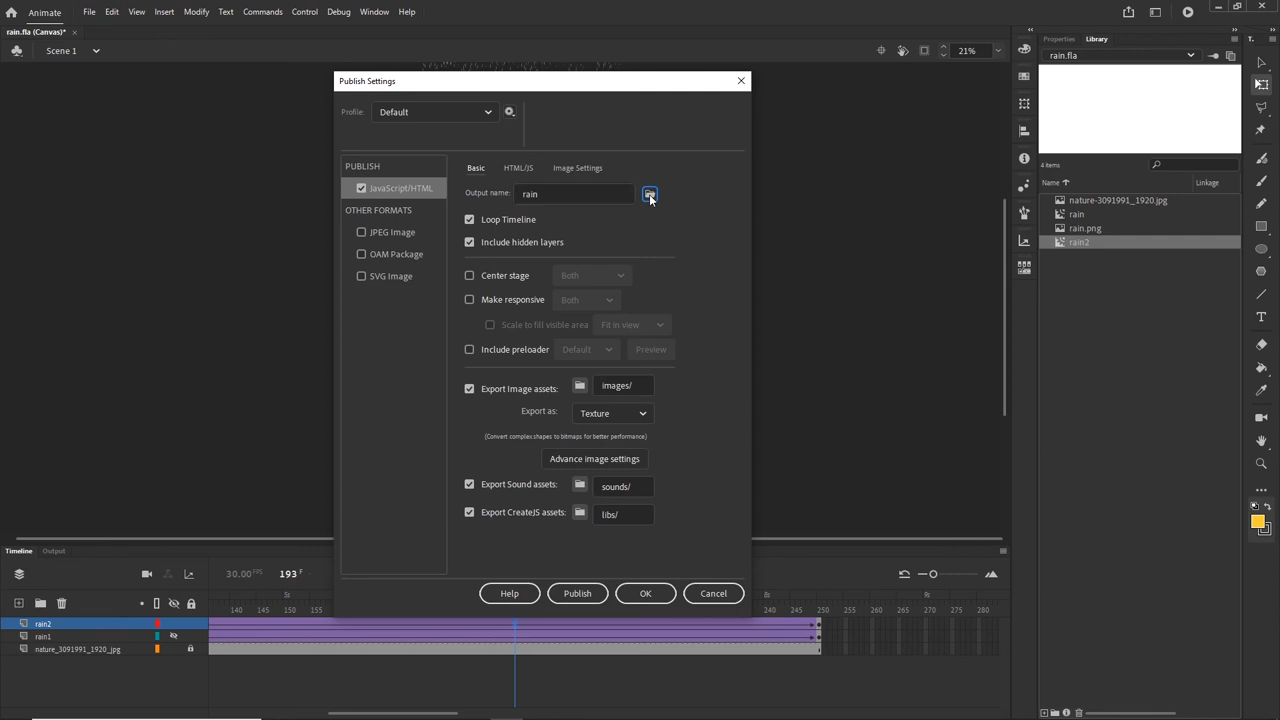 Animate File Edit View Insert Modify Text Commands Control Debug Window Help
rain.fla (Canvas)*
Scene 1
21%
Publish Settings
Profile: Default
PUBLISH
JavaScript/HTML
OTHER FORMATS
JPEG Image
OAM Package
SVG Image
Basic HTML/JS Image Settings
Output name: rain
Loop Timeline
Include hidden layers
Center stage Both
Make responsive Both
Scale to fill visible area Fit in view
Include preloader Default Preview
Export Image assets: images/
Export as: Texture
(Convert complex shapes to bitmaps for better performance)
Advance image settings
Export Sound assets: sounds/
Export CreateJS assets: libs/
Help Publish OK Cancel
Properties Library
rain.fla
4 items
Name Linkage
nature-3091991_1920.jpg
rain
rain.png
rain2
Timeline Output
30.00 FPS 193 F
5s 8s 9s
140 145 150 155 250 255 260 265 270 275 280
rain2
rain1
nature_3091991_1920_jpg